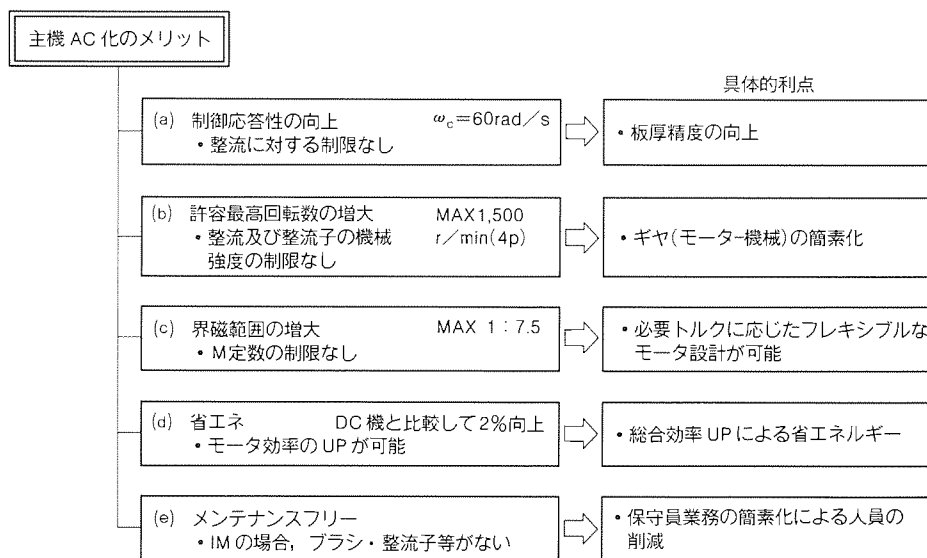 主機 AC 化のメリット
具体的利点
(a) 制御応答性の向上 ωc=60rad/s
・整流に対する制限なし
・板厚精度の向上
(b) 許容最高回転数の増大 MAX1,500
・整流及び整流子の機械 r/min(4p)
強度の制限なし
・ギヤ(モーター機械)の簡素化
(c) 界磁範囲の増大 MAX 1:7.5
・M定数の制限なし
・必要トルクに応じたフレキシブルな
モータ設計が可能
(d) 省エネ DC 機と比較して2%向上
・モータ効率のUPが可能
・総合効率 UP による省エネルギー
(e) メンテナンスフリー
・IMの場合,ブラシ・整流子等がない
・保守員業務の簡素化による人員の
削減